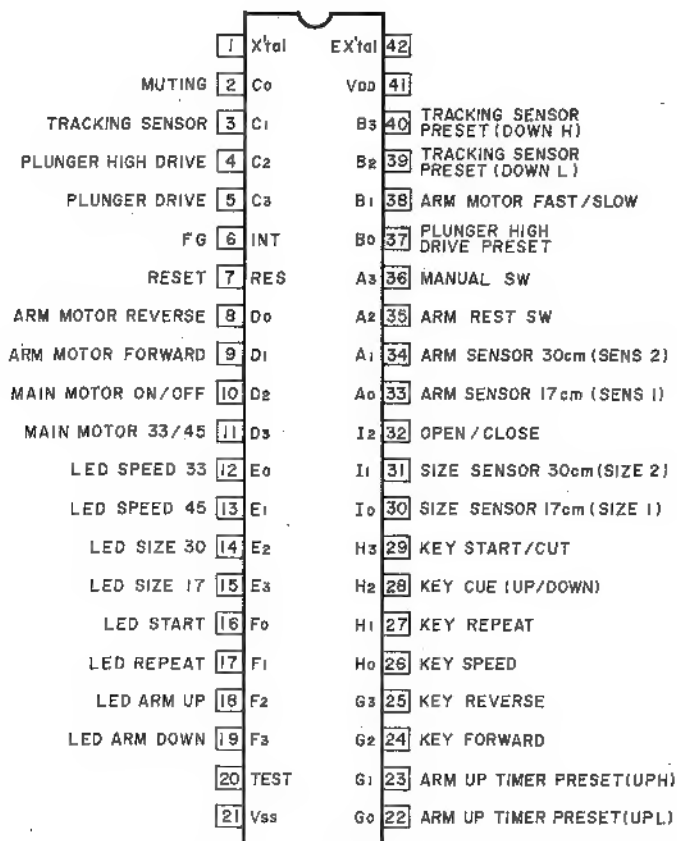 1 X'tal EX'tal 42
MUTING 2 C0 VDD 41
TRACKING SENSOR 3 C1 B3 40 TRACKING SENSOR PRESET (DOWN H)
PLUNGER HIGH DRIVE 4 C2 B2 39 TRACKING SENSOR PRESET (DOWN L)
PLUNGER DRIVE 5 C3 B1 38 ARM MOTOR FAST/SLOW
FG 6 INT B0 37 PLUNGER HIGH DRIVE PRESET
RESET 7 RES A3 36 MANUAL SW
ARM MOTOR REVERSE 8 D0 A2 35 ARM REST SW
ARM MOTOR FORWARD 9 D1 A1 34 ARM SENSOR 30cm (SENS 2)
MAIN MOTOR ON/OFF 10 D2 A0 33 ARM SENSOR 17cm (SENS 1)
MAIN MOTOR 33/45 11 D3 I2 32 OPEN/CLOSE
LED SPEED 33 12 E0 I1 31 SIZE SENSOR 30cm (SIZE 2)
LED SPEED 45 13 E1 I0 30 SIZE SENSOR 17cm (SIZE 1)
LED SIZE 30 14 E2 H3 29 KEY START/CUT
LED SIZE 17 15 E3 H2 28 KEY CUE (UP/DOWN)
LED START 16 F0 H1 27 KEY REPEAT
LED REPEAT 17 F1 H0 26 KEY SPEED
LED ARM UP 18 F2 G3 25 KEY REVERSE
LED ARM DOWN 19 F3 G2 24 KEY FORWARD
20 TEST G1 23 ARM UP TIMER PRESET (UPH)
21 Vss G0 22 ARM UP TIMER PRESET (UPL)